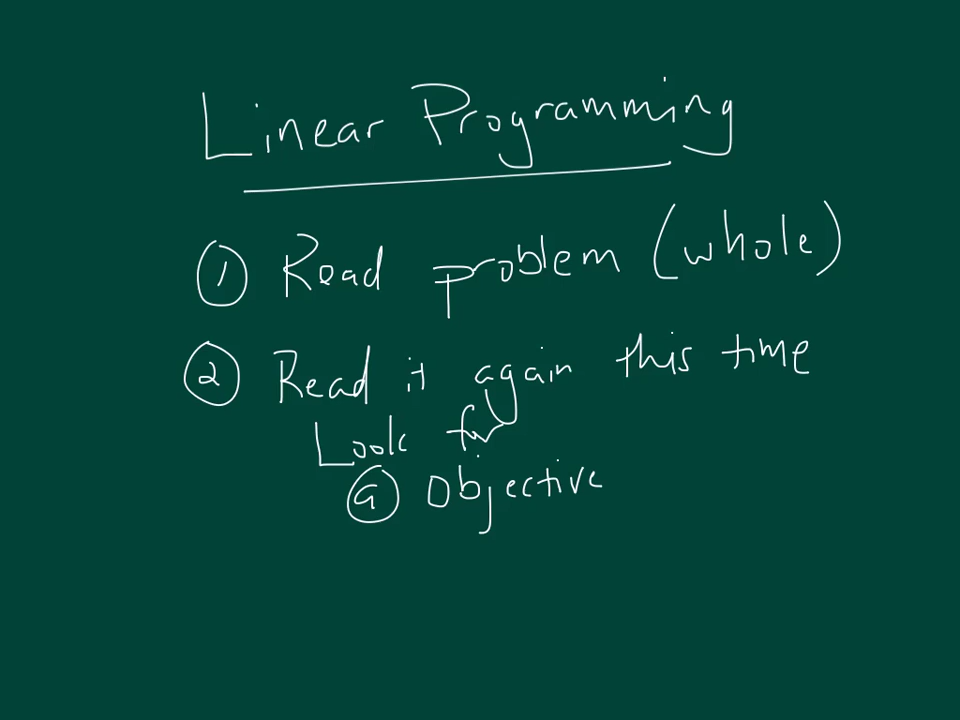 Linear Programming
① Read problem (whole)
② Read it again this time
Look for
ⓐ Objective